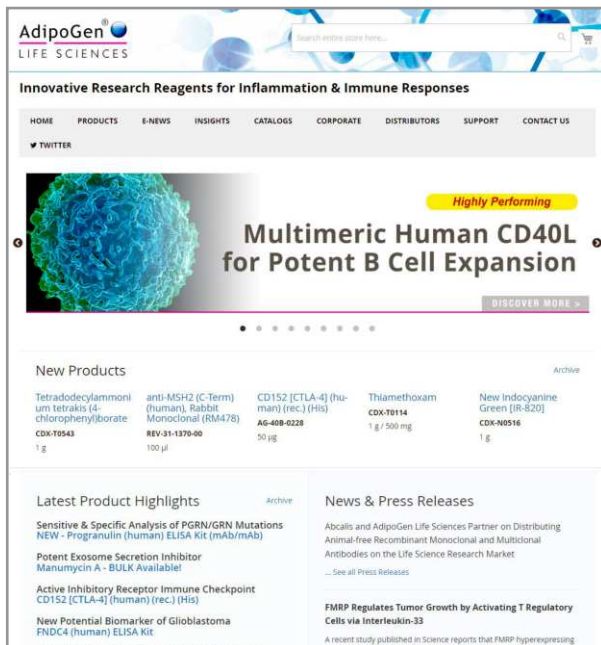 AdipoGen®
LIFE SCIENCES
Search entire store here...
Innovative Research Reagents for Inflammation & Immune Responses
HOME PRODUCTS E-NEWS INSIGHTS CATALOGS CORPORATE DISTRIBUTORS SUPPORT CONTACT US
TWITTER
Highly Performing
Multimeric Human CD40L
for Potent B Cell Expansion
DISCOVER MORE >
New Products
Archive
Tetradodecylammoni
um tetrakis (4-
chlorophenyl)borate
CDX-T0543
1 g
anti-MSH2 (C-Term)
(human), Rabbit
Monoclonal (RM478)
REV-31-1370-00
100 µl
CD152 [CTLA-4] (hu-
man) (rec.) (His)
AG-40B-0228
50 µg
Thiamethoxam
CDX-T0114
1 g / 500 mg
New Indocyanine
Green [IR-820]
CDX-N0516
1 g
Latest Product Highlights
Archive
Sensitive & Specific Analysis of PGRN/GRN Mutations
NEW - Progranulin (human) ELISA Kit (mAb/mAb)
Potent Exosome Secretion Inhibitor
Manumycin A - BULK Available!
Active Inhibitory Receptor Immune Checkpoint
CD152 [CTLA-4] (human) (rec.) (His)
New Potential Biomarker of Glioblastoma
FNDC4 (human) ELISA Kit
News & Press Releases
Abcalis and AdipoGen Life Sciences Partner on Distributing
Animal-free Recombinant Monoclonal and Multiclonal
Antibodies on the Life Science Research Market
... See all Press Releases
FMRP Regulates Tumor Growth by Activating T Regulatory
Cells via Interleukin-33
A recent study published in Science reports that FMRP hyperexpressing